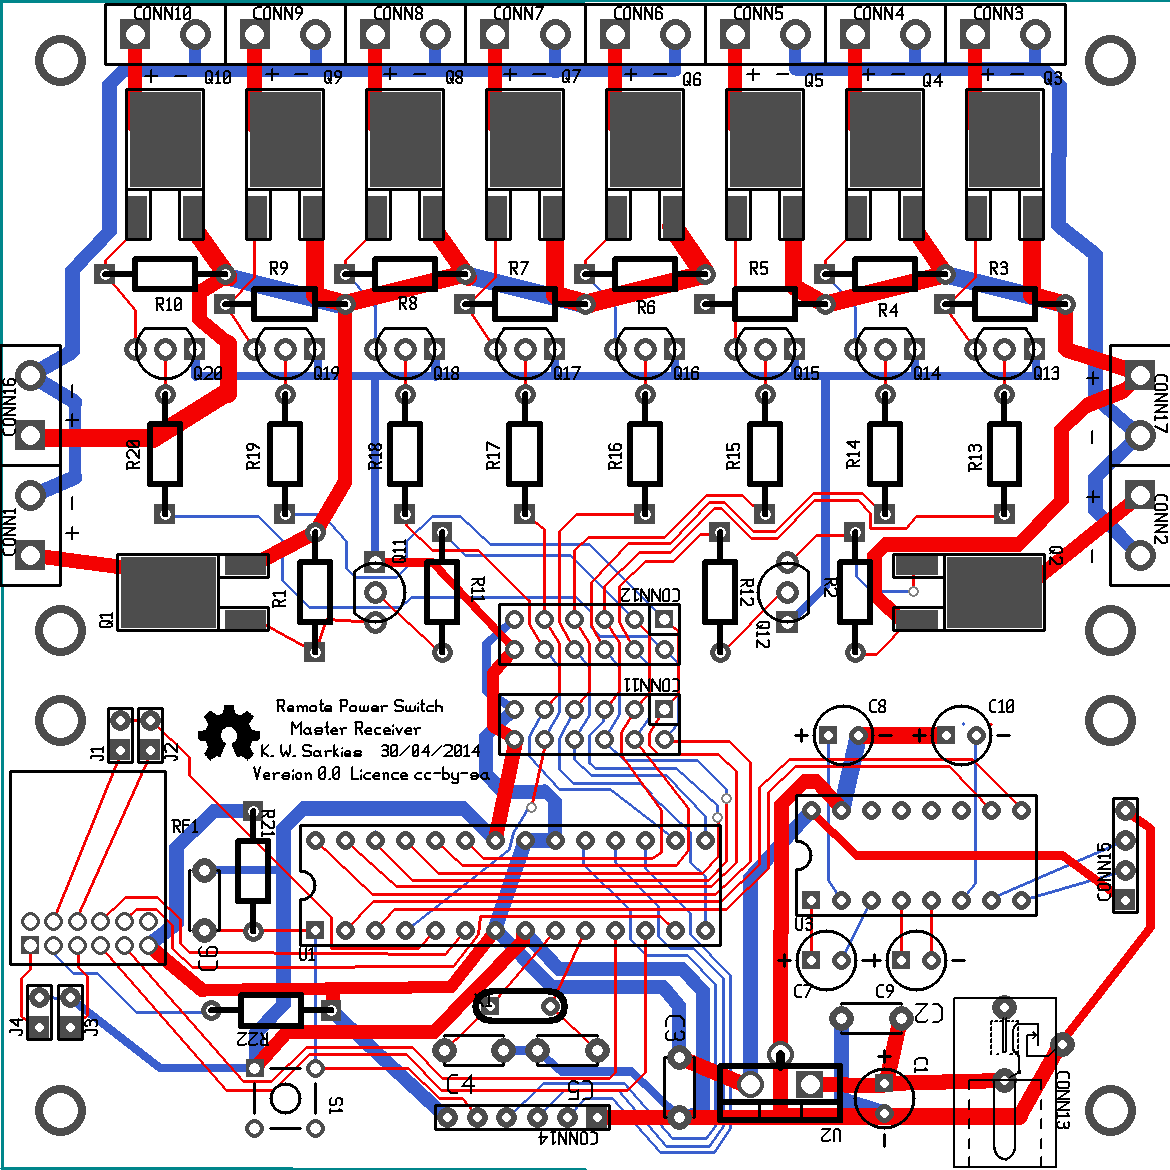 CONN10 CONN9 CONN8 CONN7 CONN6 CONN5 CONN4 CONN3
+ - Q10 + - Q9 + - Q8 + - Q7 + - Q6 + - Q5 + - Q4 + - Q3
R9 R7 R5 R3
R10 R8 R6 R4
Q20 Q19 Q18 Q17 Q16 Q15 Q14 Q13
CONN16 - +
+ - CONN17
R20 R19 R18 R17 R16 R15 R14 R13
CONN1 - +
+ - CONN2
Q1 R1 Q11 R11 R12 Q12 R2 Q2
CONN12
CONN11
Remote Power Switch
Master Receiver
K. W. Sarkies 30/04/2014
Version 0.0 Licence cc-by-sa
J1 J2
C8 C10
+ - + -
RF1 R21
CONN15
U1 C6 U3
+ - + -
C7 C9
J4 J3
R22
C3 C2
C4 C5
+ C1 -
S1
CONN14
U2
CONN13